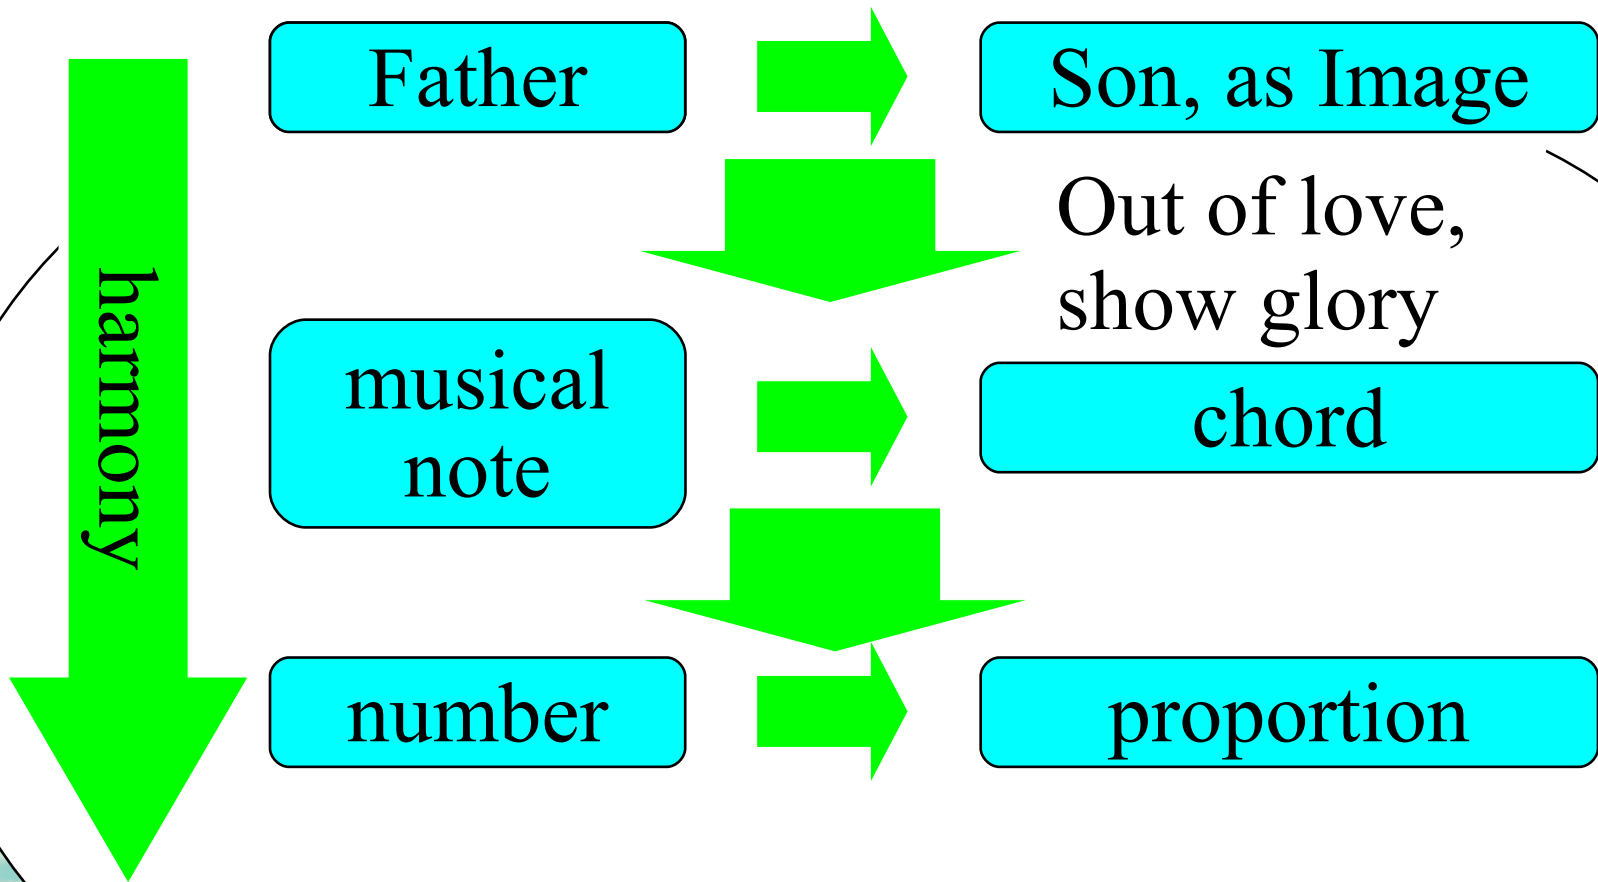 Father
Son, as Image
Out of love,
show glory
harmony
musical
note
chord
number
proportion